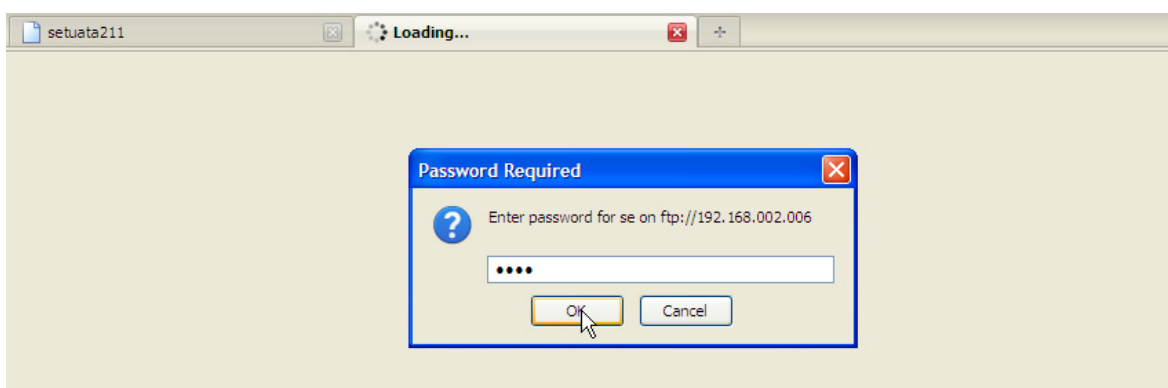 setuata211
Loading...
Password Required
Enter password for se on ftp://192.168.002.006
••••
OK
Cancel